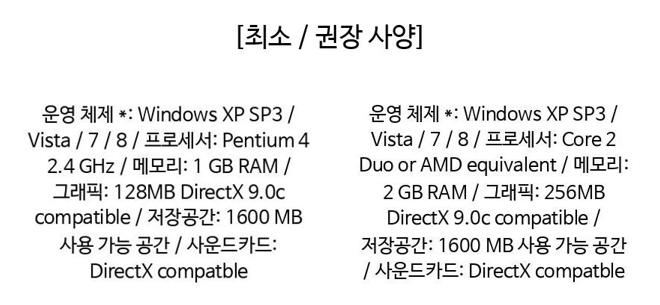 [최소 / 권장 사양]
운영 체제 *: Windows XP SP3 /
Vista / 7 / 8 / 프로세서: Pentium 4
2.4 GHz / 메모리: 1 GB RAM /
그래픽: 128MB DirectX 9.0c
compatible / 저장공간: 1600 MB
사용 가능 공간 / 사운드카드:
DirectX compatble
운영 체제 *: Windows XP SP3 /
Vista / 7 / 8 / 프로세서: Core 2
Duo or AMD equivalent / 메모리:
2 GB RAM / 그래픽: 256MB
DirectX 9.0c compatible /
저장공간: 1600 MB 사용 가능 공간
/ 사운드카드: DirectX compatble